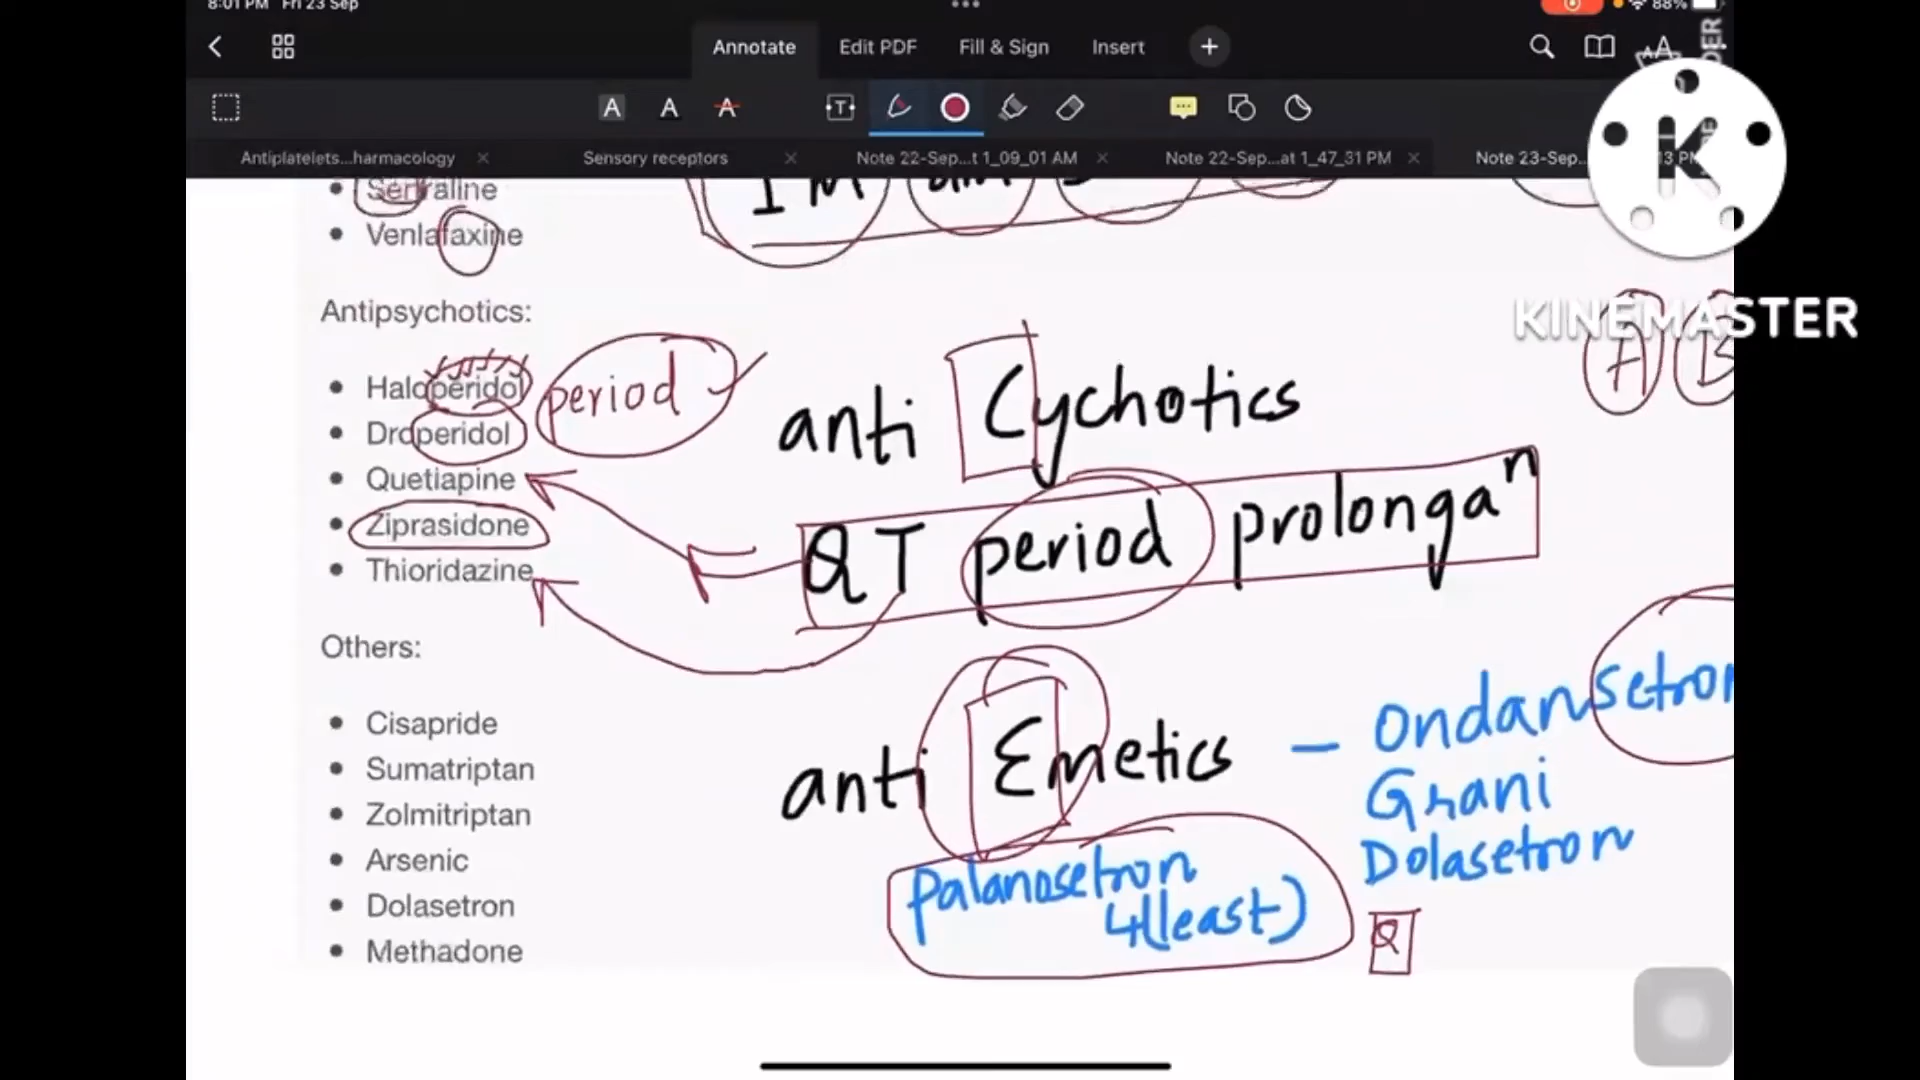 8:01 PM Fri 23 Sep
88%
Annotate Edit PDF Fill & Sign Insert +
Antiplatelets...harmacology Sensory receptors Note 22-Sep...t 1_09_01 AM Note 22-Sep...at 1_47_31 PM Note 23-Sep...
KINEMASTER
Sertraline
Venlafaxine
I'M
Antipsychotics:
Haloperidol period
Droperidol
Quetiapine
Ziprasidone
Thioridazine
anti Cychotics
QT period prolongaⁿ
A B
Others:
Cisapride
Sumatriptan
Zolmitriptan
Arsenic
Dolasetron
Methadone
anti Emetics - Ondansetron
Grani
Dolasetron
palanosetron
(least)
Q